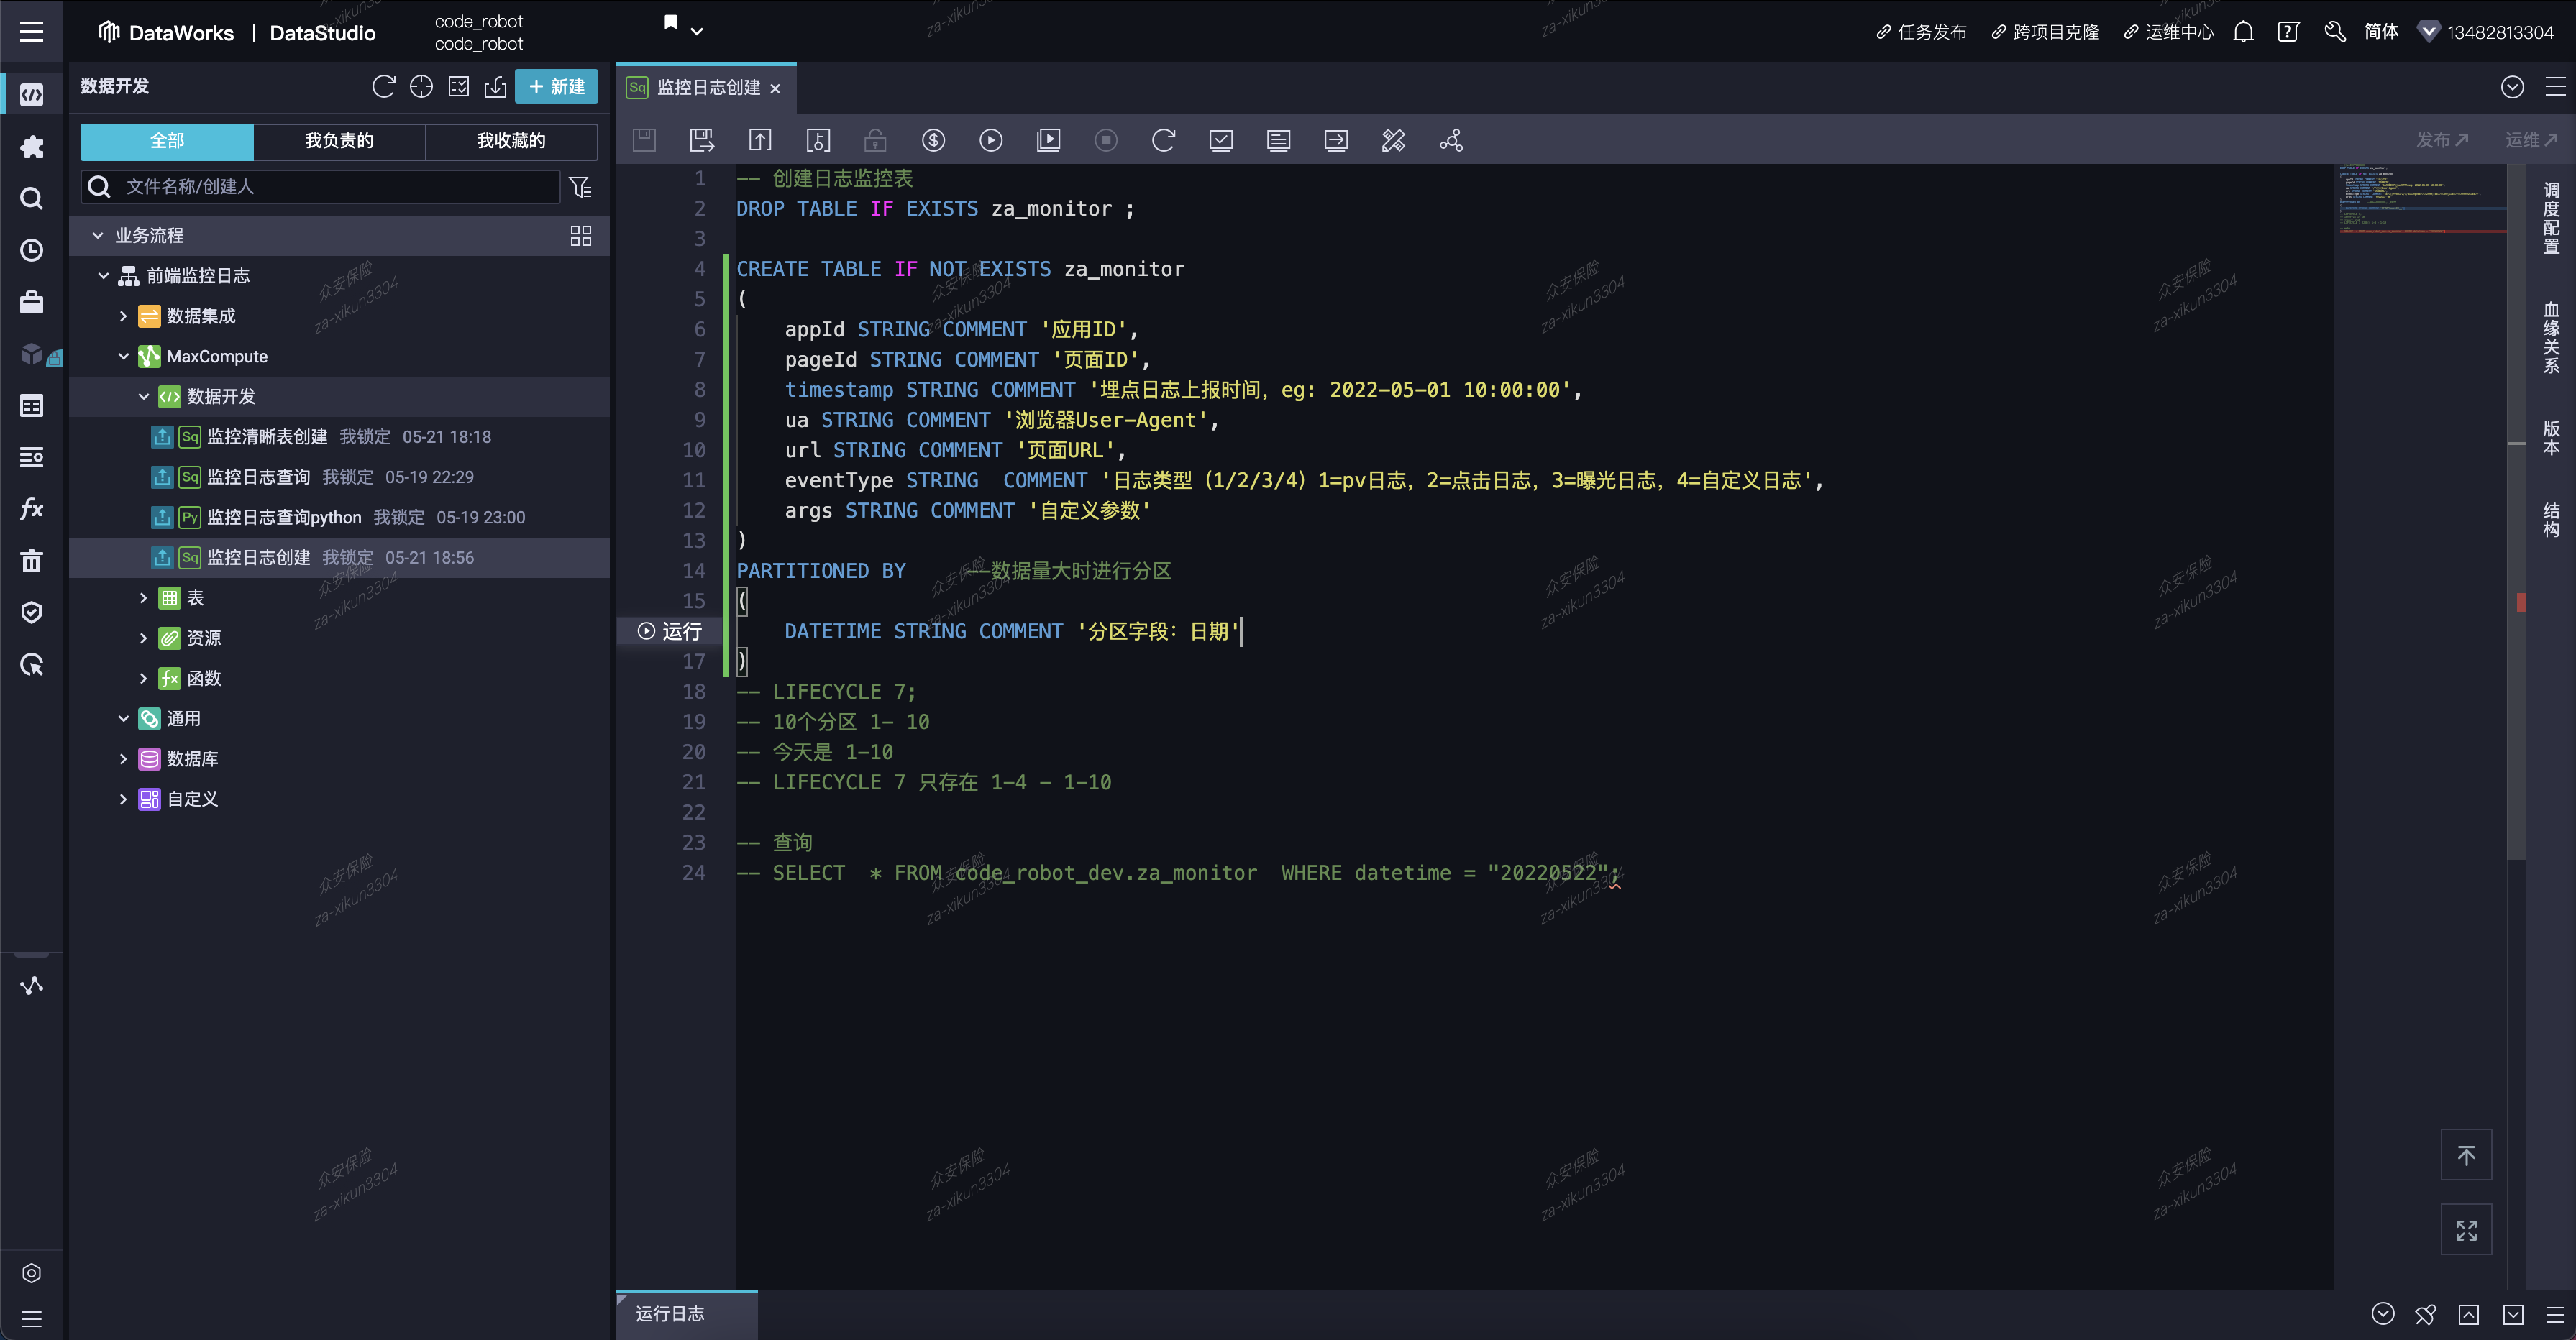 DataWorks | DataStudio
code_robot
code_robot
任务发布
跨项目克隆
运维中心
简体
13482813304
数据开发
新建
全部
我负责的
我收藏的
文件名称/创建人
业务流程
前端监控日志
数据集成
MaxCompute
数据开发
Sq 监控清晰表创建 我锁定 05-21 18:18
Sq 监控日志查询 我锁定 05-19 22:29
Py 监控日志查询python 我锁定 05-19 23:00
Sq 监控日志创建 我锁定 05-21 18:56
表
资源
函数
通用
数据库
自定义
Sq 监控日志创建
发布
运维
1 -- 创建日志监控表
2 DROP TABLE IF EXISTS za_monitor ;
3
4 CREATE TABLE IF NOT EXISTS za_monitor
5 (
6 appId STRING COMMENT '应用ID',
7 pageId STRING COMMENT '页面ID',
8 timestamp STRING COMMENT '埋点日志上报时间，eg: 2022-05-01 10:00:00',
9 ua STRING COMMENT '浏览器User-Agent',
10 url STRING COMMENT '页面URL',
11 eventType STRING  COMMENT '日志类型（1/2/3/4）1=pv日志，2=点击日志，3=曝光日志，4=自定义日志',
12 args STRING COMMENT '自定义参数'
13 )
14 PARTITIONED BY --数据量大时进行分区
15 (
运行 DATETIME STRING COMMENT '分区字段：日期'
17 )
18 -- LIFECYCLE 7;
19 -- 10个分区 1- 10
20 -- 今天是 1-10
21 -- LIFECYCLE 7 只存在 1-4 - 1-10
22
23 -- 查询
24 -- SELECT  * FROM code_robot_dev.za_monitor  WHERE datetime = "20220522";
调度配置
血缘关系
版本
结构
运行日志
众安保险
za-xikun3304